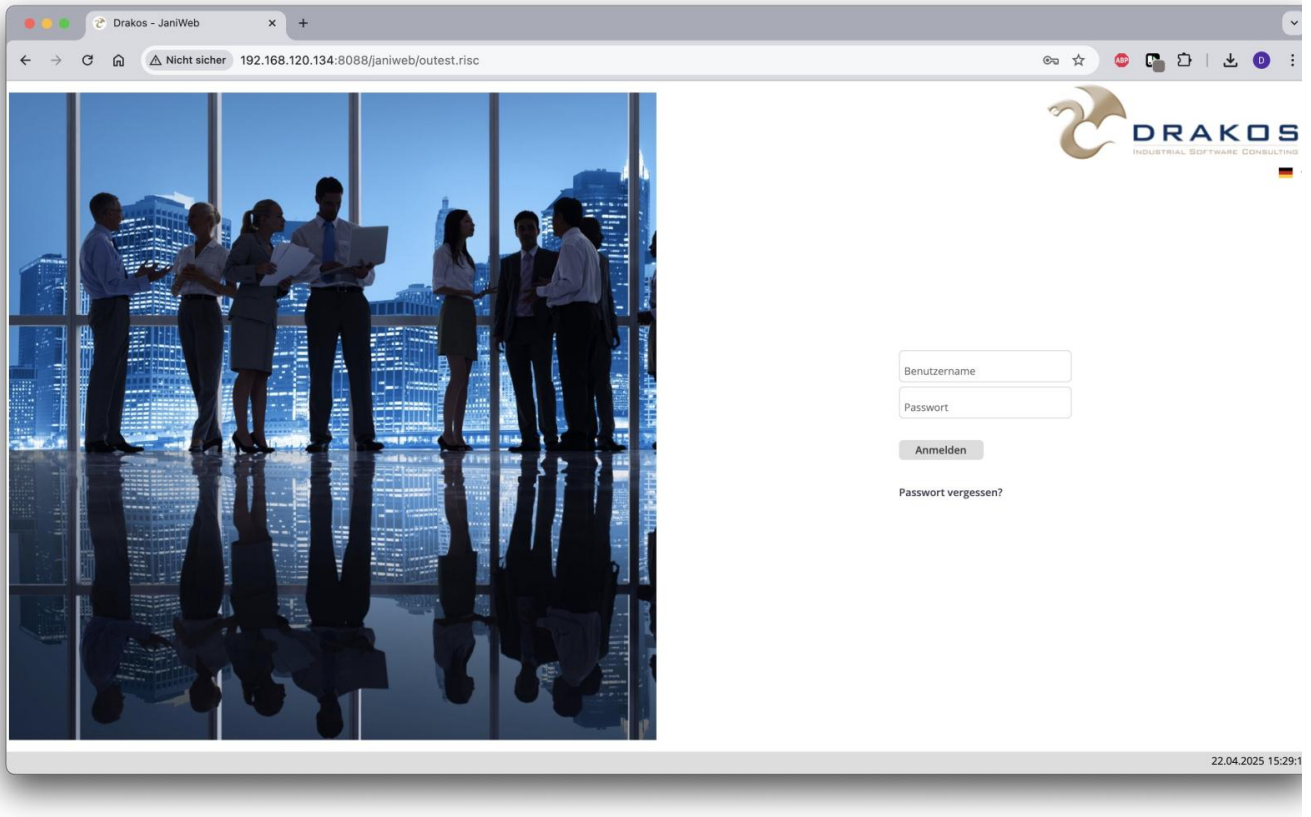 Drakos - JaniWeb
Nicht sicher 192.168.120.134:8088/janiweb/outest.risc
ABP
D
DRAKOS
INDUSTRIAL SOFTWARE CONSULTING
Benutzername
Passwort
Anmelden
Passwort vergessen?
22.04.2025 15:29:1